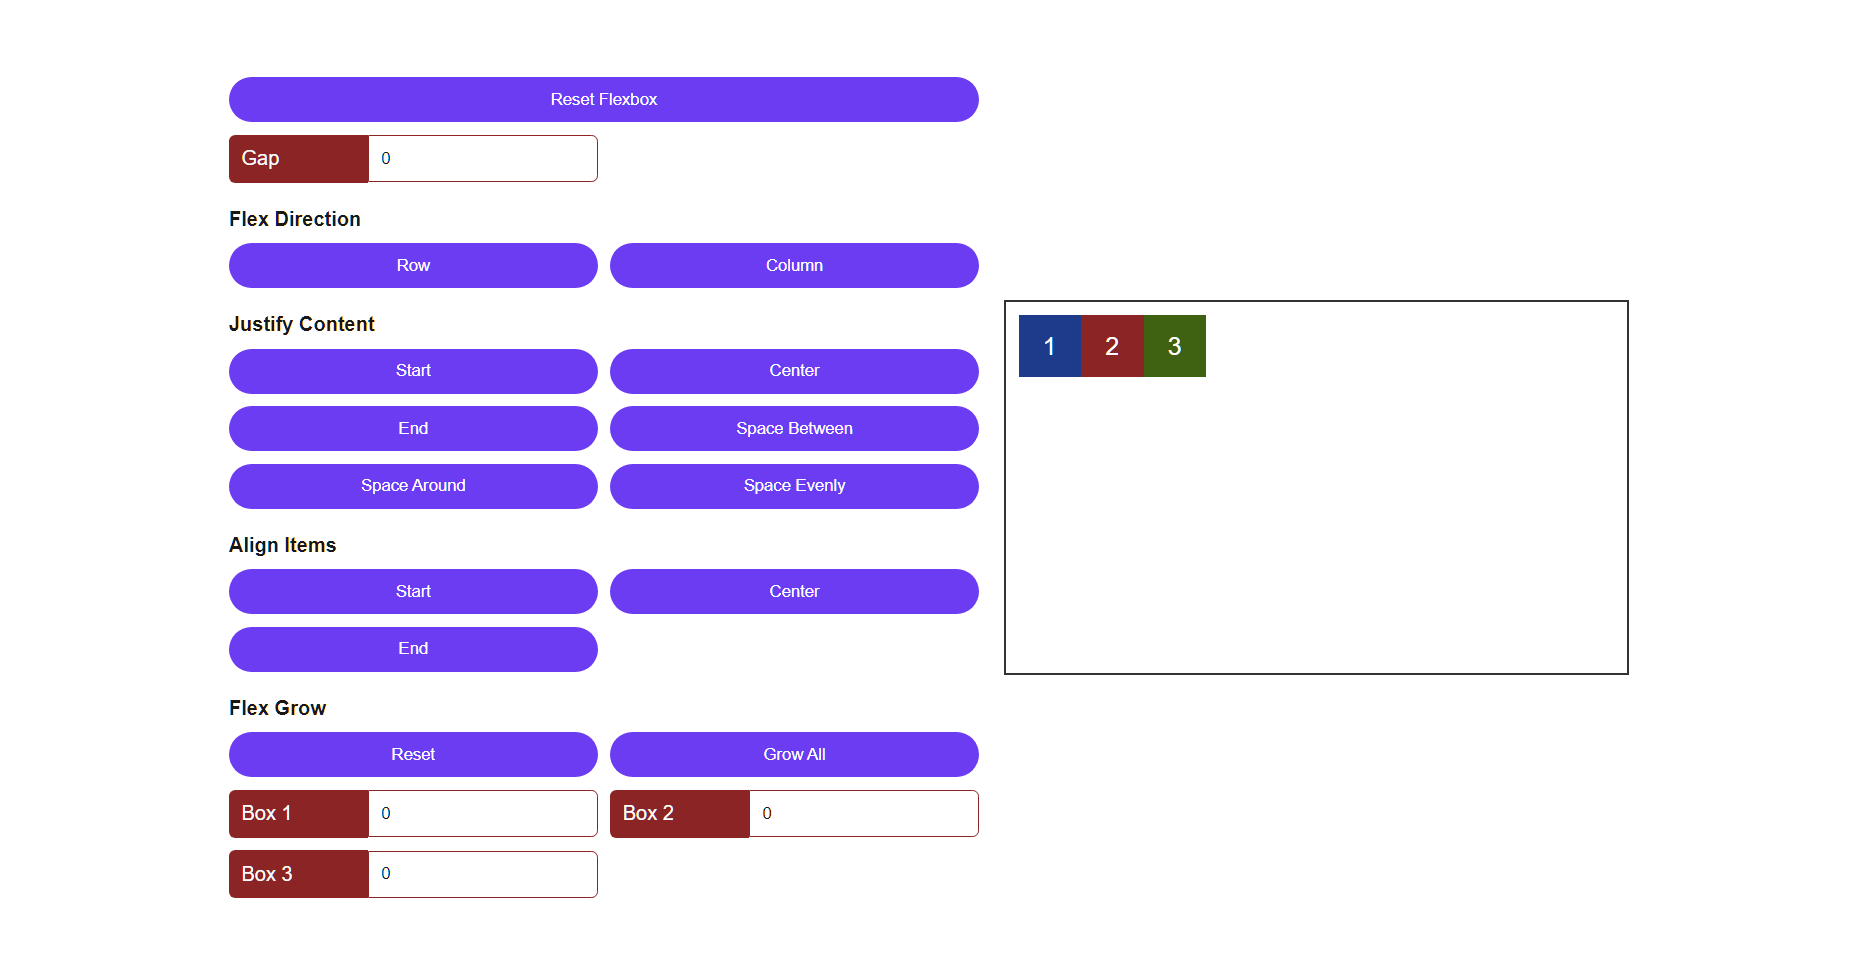 Reset Flexbox
Gap 0
Flex Direction
Row Column
Justify Content
Start Center
End Space Between
Space Around Space Evenly
Align Items
Start Center
End
Flex Grow
Reset Grow All
Box 1 0 Box 2 0
Box 3 0
1 2 3